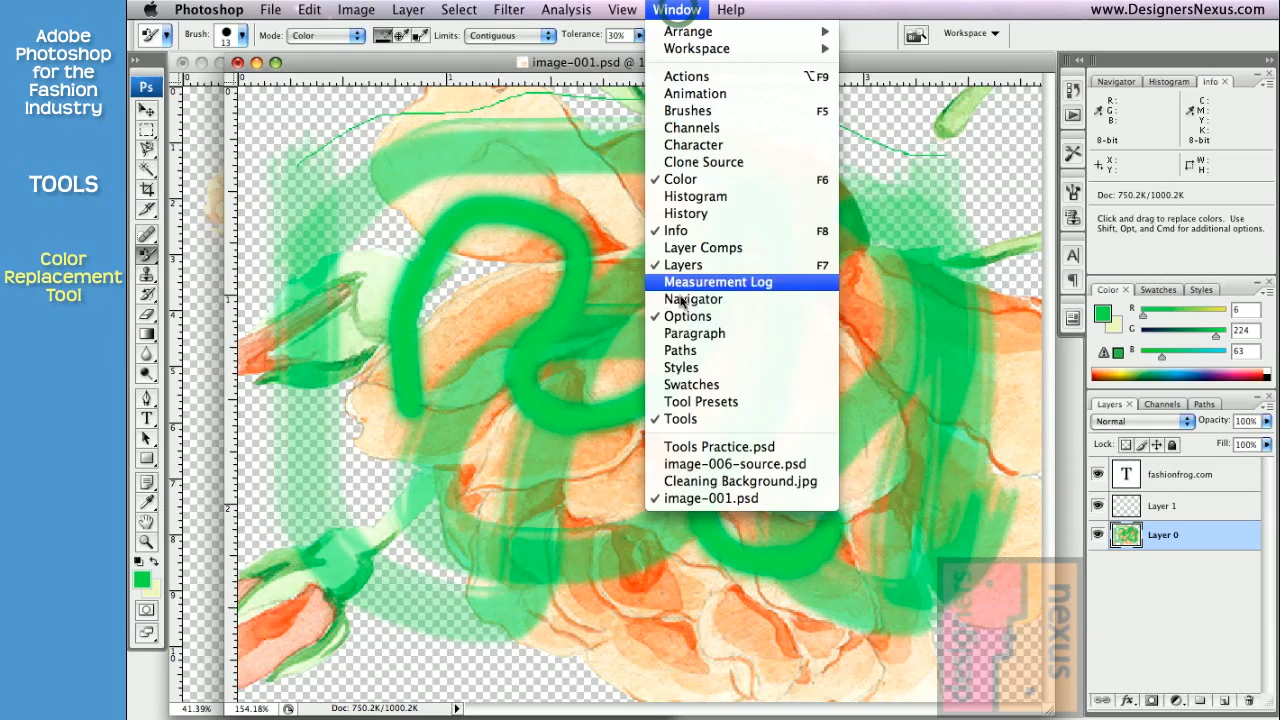 Photoshop File Edit Image Layer Select Filter Analysis View Window Help www.DesignersNexus.com
Brush: 13 Mode: Color Limits: Contiguous Tolerance: 30% Workspace
Adobe
Photoshop
for the
Fashion
Industry
TOOLS
Color
Replacement
Tool
image-001.psd @ 1
Ps
Arrange
Workspace
Actions ⌥F9
Animation
Brushes F5
Channels
Character
Clone Source
Color F6
Histogram
History
Info F8
Layer Comps
Layers F7
Measurement Log
Navigator
Options
Paragraph
Paths
Styles
Swatches
Tool Presets
Tools
Tools Practice.psd
image-006-source.psd
Cleaning Background.jpg
image-001.psd
Navigator Histogram Info
R: C:
G: M:
B: Y:
K:
8-bit 8-bit
X: W:
Y: H:
Doc: 750.2K/1000.2K
Click and drag to replace colors. Use
Shift, Opt, and Cmd for additional options.
Color Swatches Styles
R 6
G 224
B 63
Layers Channels Paths
Normal Opacity: 100%
Lock: Fill: 100%
T fashionfrog.com
Layer 1
Layer 0
nexus
41.39% 154.18% Doc: 750.2K/1000.2K